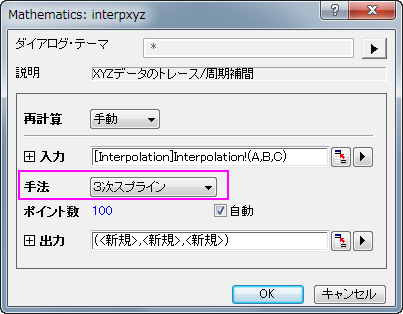 Mathematics: interpxyz
ダイアログ・テーマ *
説明 XYZデータのトレース/周期補間
再計算 手動
入力 [Interpolation]Interpolation!(A,B,C)
手法 3次スプライン
ポイント数 100 自動
出力 (<新規>,<新規>,<新規>)
OK キャンセル